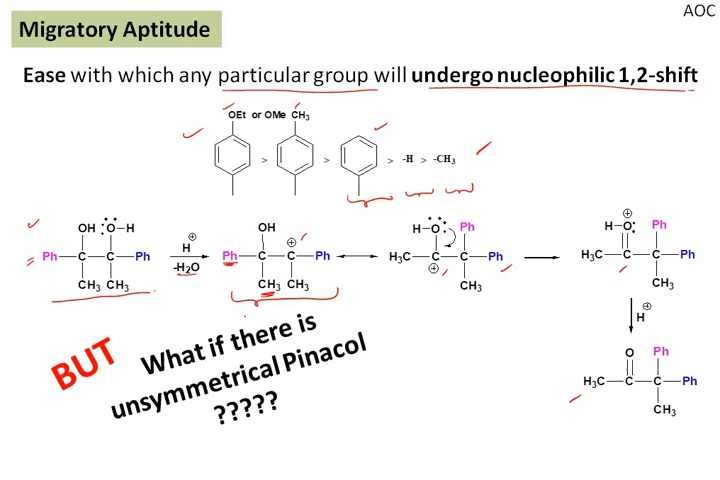 AOC
Migratory Aptitude
Ease with which any particular group will undergo nucleophilic 1,2-shift
OEt or OMe CH3
> > > -H > -CH3
OH :Ö-H
Ph-C-C-Ph
CH3 CH3
H⊕
-H2O
OH
Ph-C-C⊕-Ph
CH3 CH3
H-Ö: Ph
H3C-C-C-Ph
⊕ CH3
⊕
H-O: Ph
H3C-C-C-Ph
CH3
H⊕
O Ph
H3C-C-C-Ph
CH3
BUT What if there is
unsymmetrical Pinacol
?????